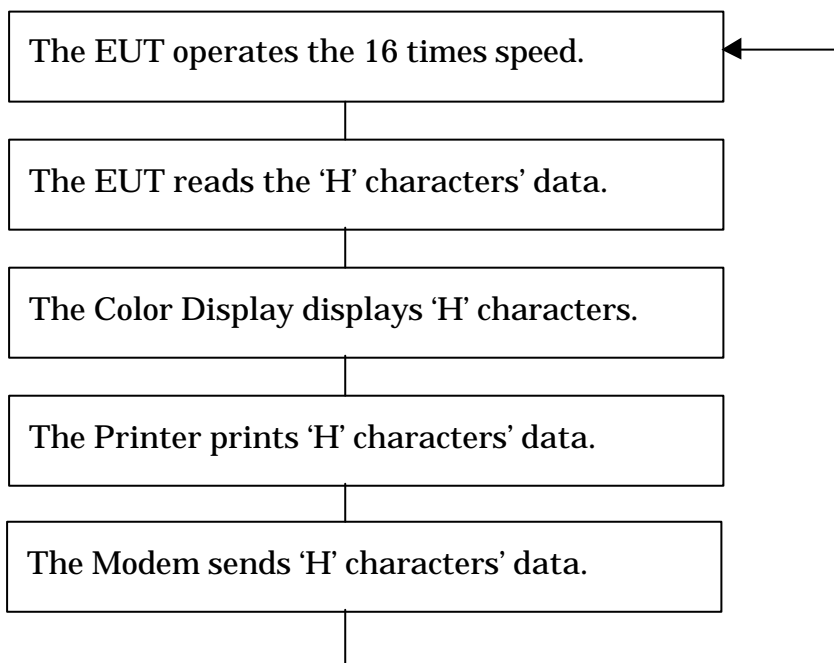 The EUT operates the 16 times speed.
The EUT reads the ‘H’ characters’ data.
The Color Display displays ‘H’ characters.
The Printer prints ‘H’ characters’ data.
The Modem sends ‘H’ characters’ data.